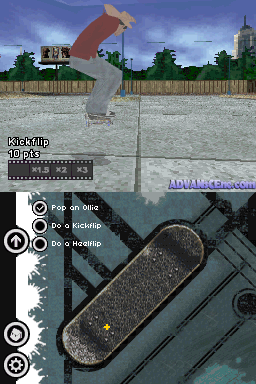 Kickflip
10 pts
X1.5 X2 X3
ADVANSCENE.com
Pop an Ollie
Do a Kickflip
Do a Heelflip